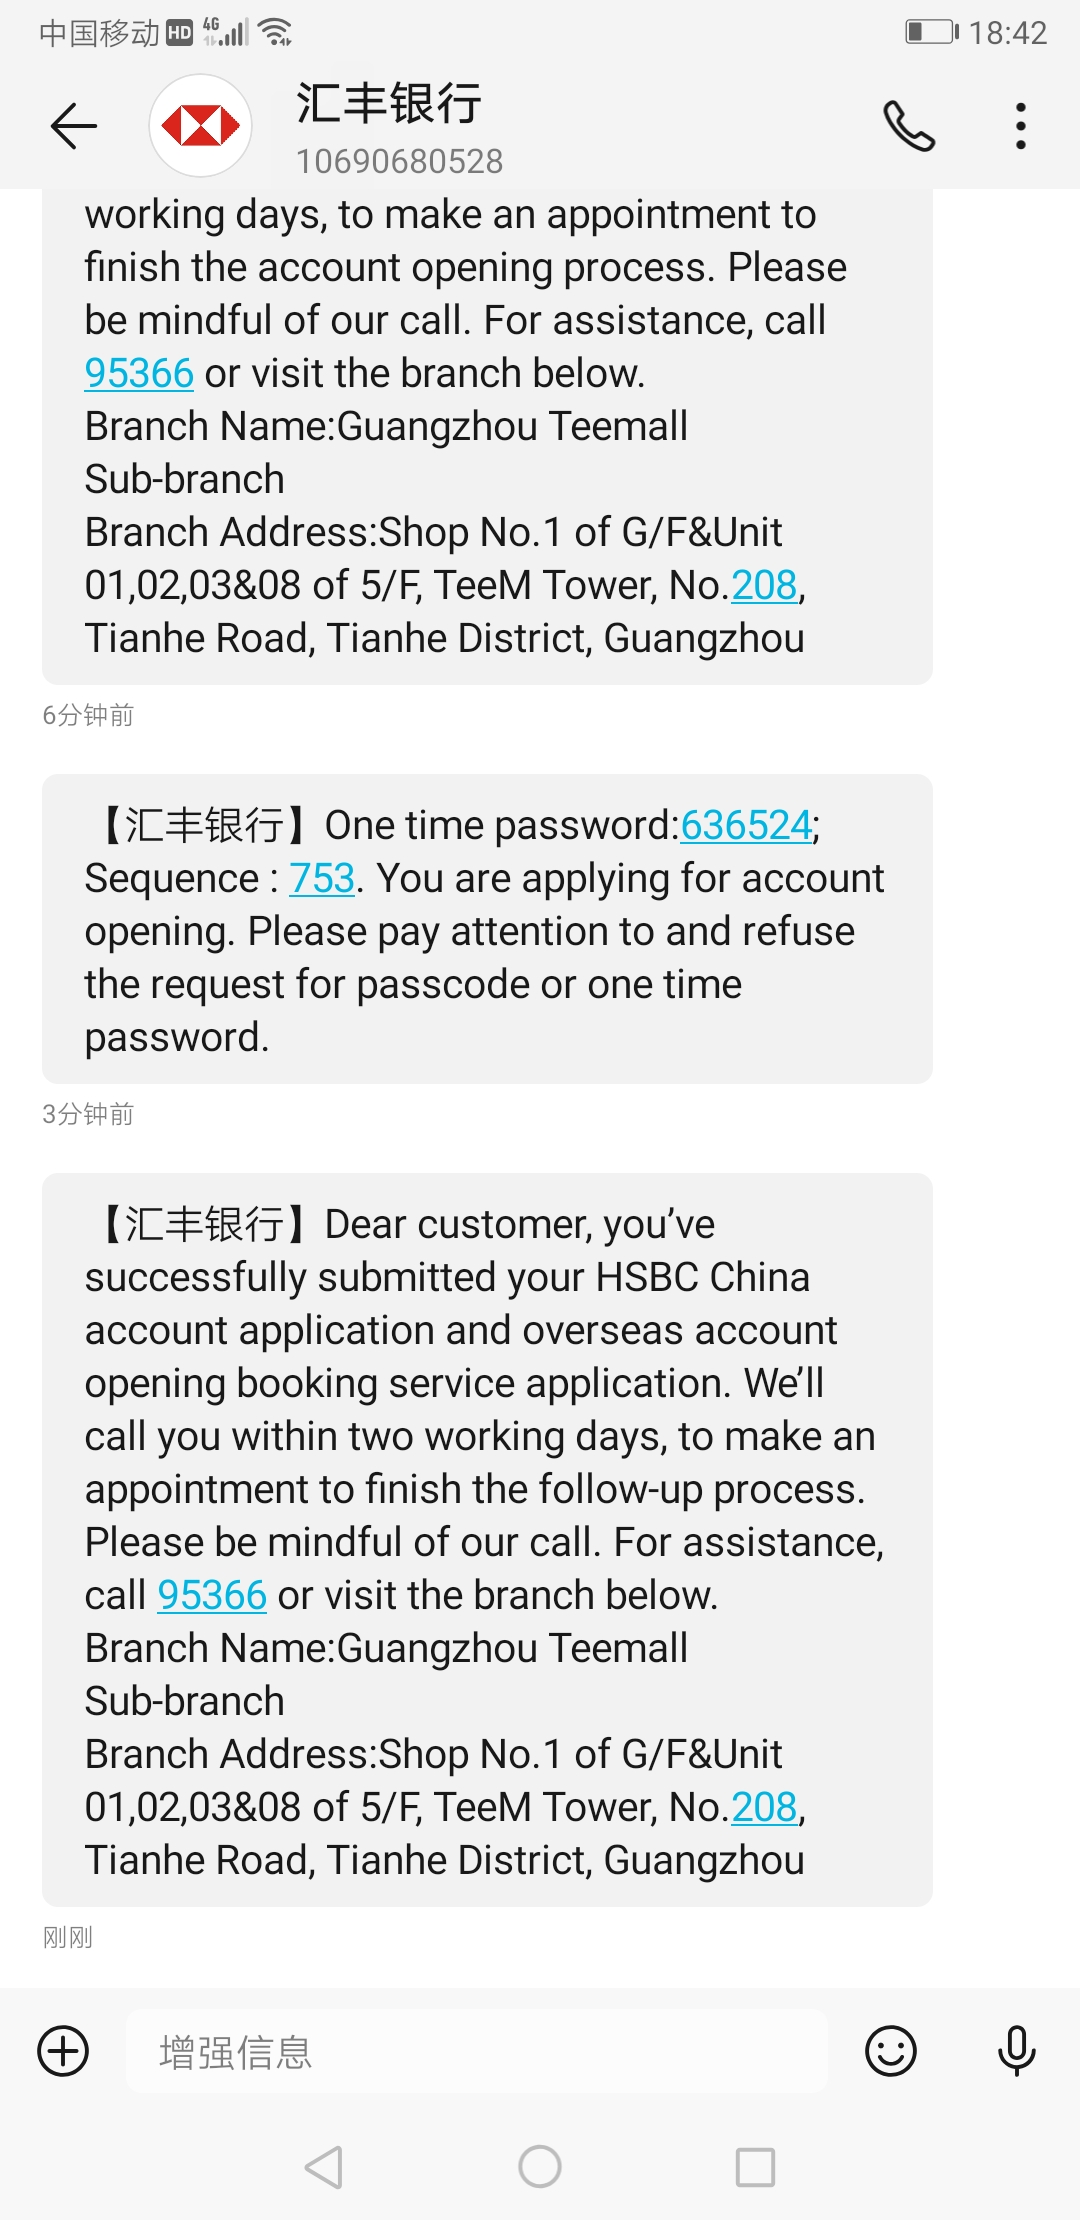 中国移动 HD 4G 18:42
汇丰银行
10690680528
working days, to make an appointment to
finish the account opening process. Please
be mindful of our call. For assistance, call
95366 or visit the branch below.
Branch Name:Guangzhou Teemall
Sub-branch
Branch Address:Shop No.1 of G/F&Unit
01,02,03&08 of 5/F, TeeM Tower, No.208,
Tianhe Road, Tianhe District, Guangzhou
6分钟前
【汇丰银行】One time password:636524;
Sequence : 753. You are applying for account
opening. Please pay attention to and refuse
the request for passcode or one time
password.
3分钟前
【汇丰银行】Dear customer, you’ve
successfully submitted your HSBC China
account application and overseas account
opening booking service application. We’ll
call you within two working days, to make an
appointment to finish the follow-up process.
Please be mindful of our call. For assistance,
call 95366 or visit the branch below.
Branch Name:Guangzhou Teemall
Sub-branch
Branch Address:Shop No.1 of G/F&Unit
01,02,03&08 of 5/F, TeeM Tower, No.208,
Tianhe Road, Tianhe District, Guangzhou
刚刚
增强信息